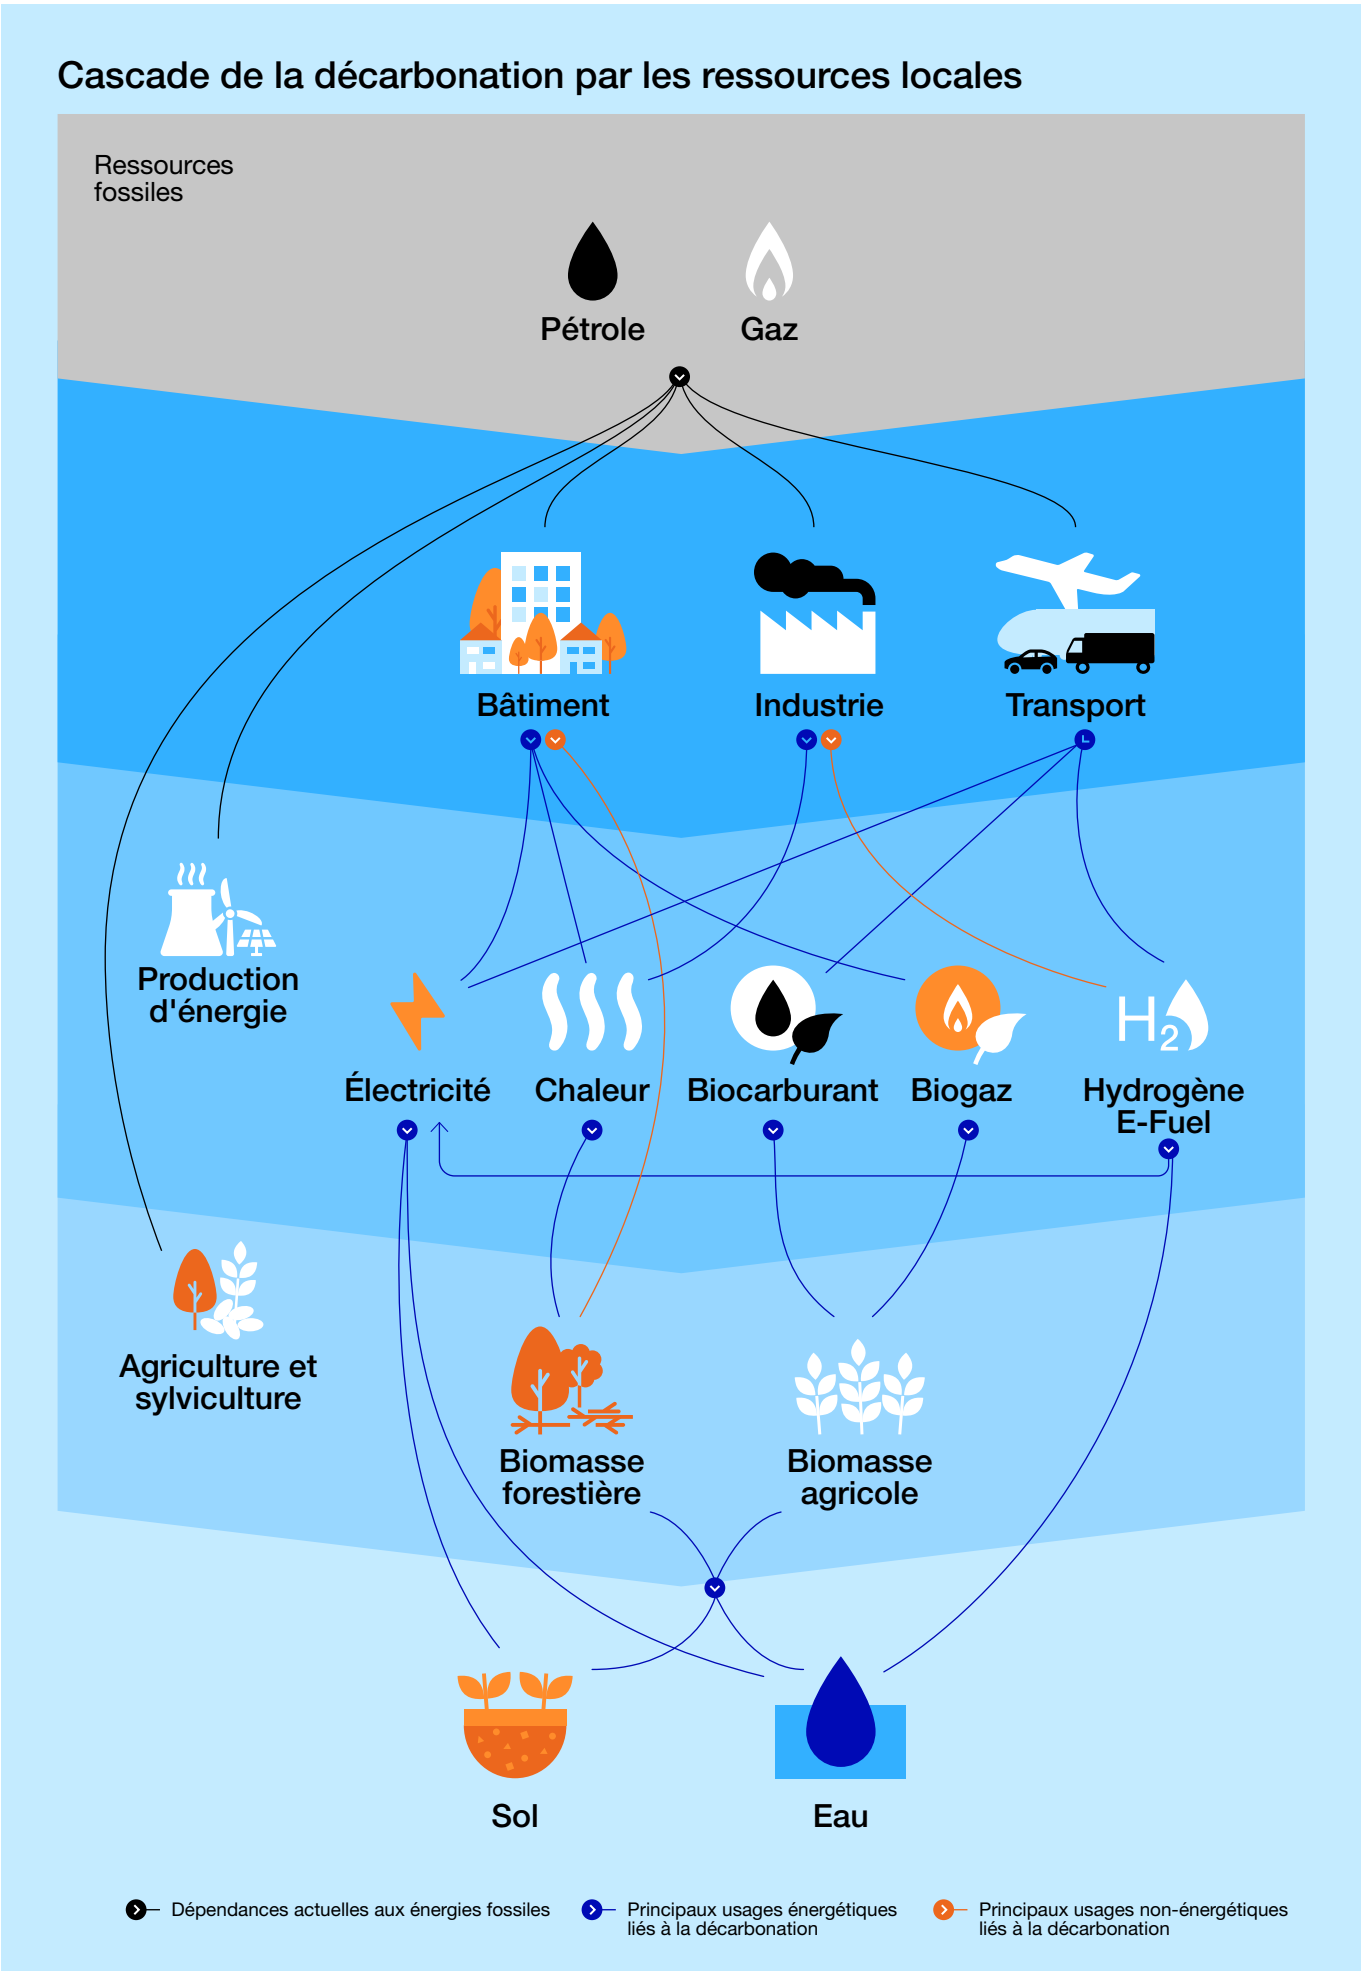 Cascade de la décarbonation par les ressources locales
Ressources
fossiles
Pétrole
Gaz
Bâtiment
Industrie
Transport
Production
d'énergie
Électricité
Chaleur
Biocarburant
Biogaz
H2
Hydrogène
E-Fuel
Agriculture et
sylviculture
Biomasse
forestière
Biomasse
agricole
Sol
Eau
Dépendances actuelles aux énergies fossiles
Principaux usages énergétiques
liés à la décarbonation
Principaux usages non-énergétiques
liés à la décarbonation